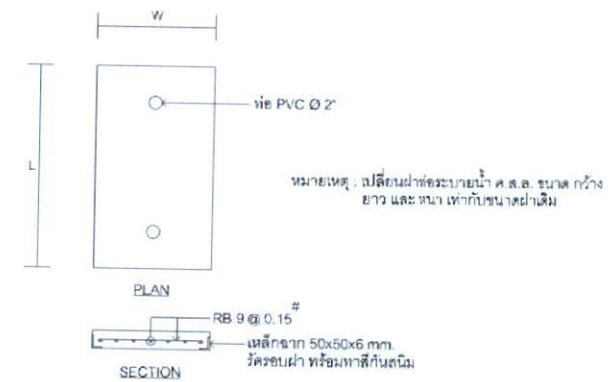 W
L
ท่อ PVC Ø 2"
หมายเหตุ : เปลี่ยนฝาท่อระบายน้ำ ค.ส.ล. ขนาด กว้าง
ยาว และ หนา เท่ากับขนาดฝาเดิม
PLAN
RB 9 @ 0.15 #
เหล็กฉาก 50x50x6 mm.
รัดรอบฝา พร้อมทาสีกันสนิม
SECTION